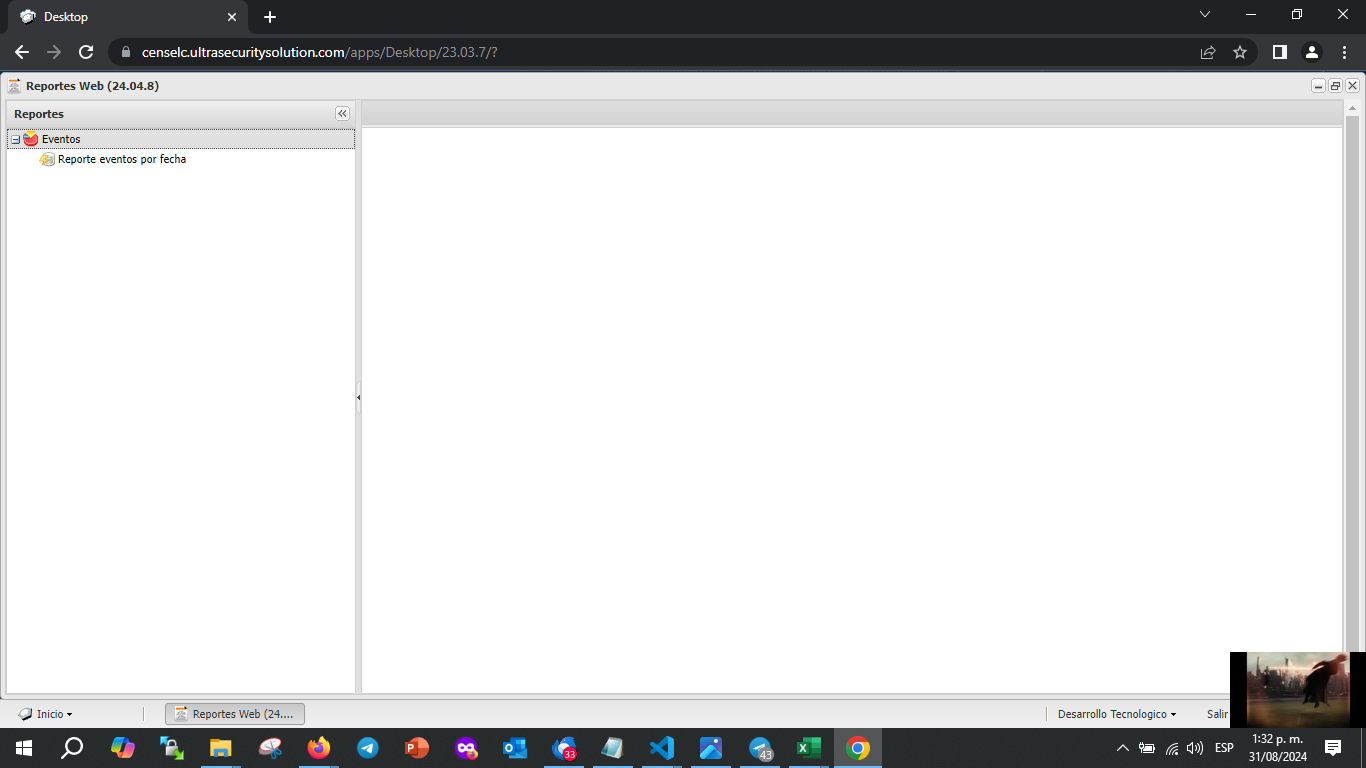 Desktop
censelc.ultrasecuritysolution.com/apps/Desktop/23.03.7/?
Reportes Web (24.04.8)
Reportes
Eventos
Reporte eventos por fecha
Inicio
Reportes Web (24....
Desarrollo Tecnologico
Salir
33
43
ESP
1:32 p. m.
31/08/2024